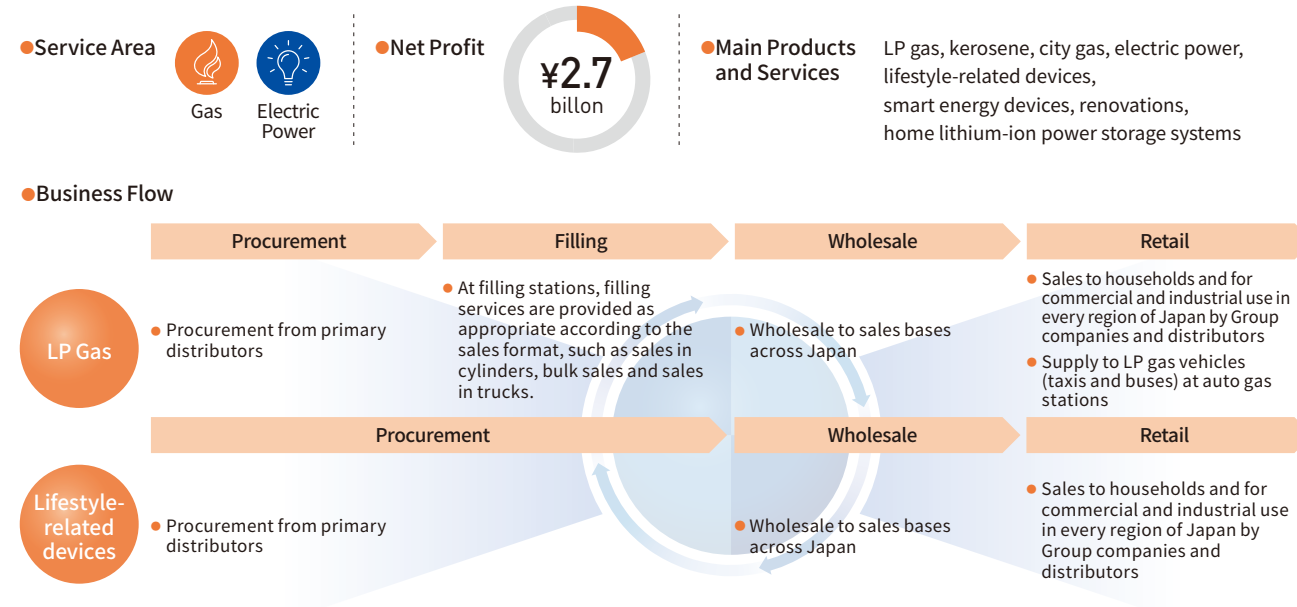 ●Service Area
Gas
Electric
Power
●Net Profit
¥2.7
billon
●Main Products
and Services
LP gas, kerosene, city gas, electric power,
lifestyle-related devices,
smart energy devices, renovations,
home lithium-ion power storage systems
●Business Flow
Procurement
Filling
Wholesale
Retail
LP Gas
● Procurement from primary
distributors
● At filling stations, filling
services are provided as
appropriate according to the
sales format, such as sales in
cylinders, bulk sales and sales
in trucks.
● Wholesale to sales bases
across Japan
● Sales to households and for
commercial and industrial use in
every region of Japan by Group
companies and distributors
● Supply to LP gas vehicles
(taxis and buses) at auto gas
stations
Procurement
Wholesale
Retail
Lifestyle-
related
devices
● Procurement from primary
distributors
● Wholesale to sales bases
across Japan
● Sales to households and for
commercial and industrial use
in every region of Japan by
Group companies and
distributors